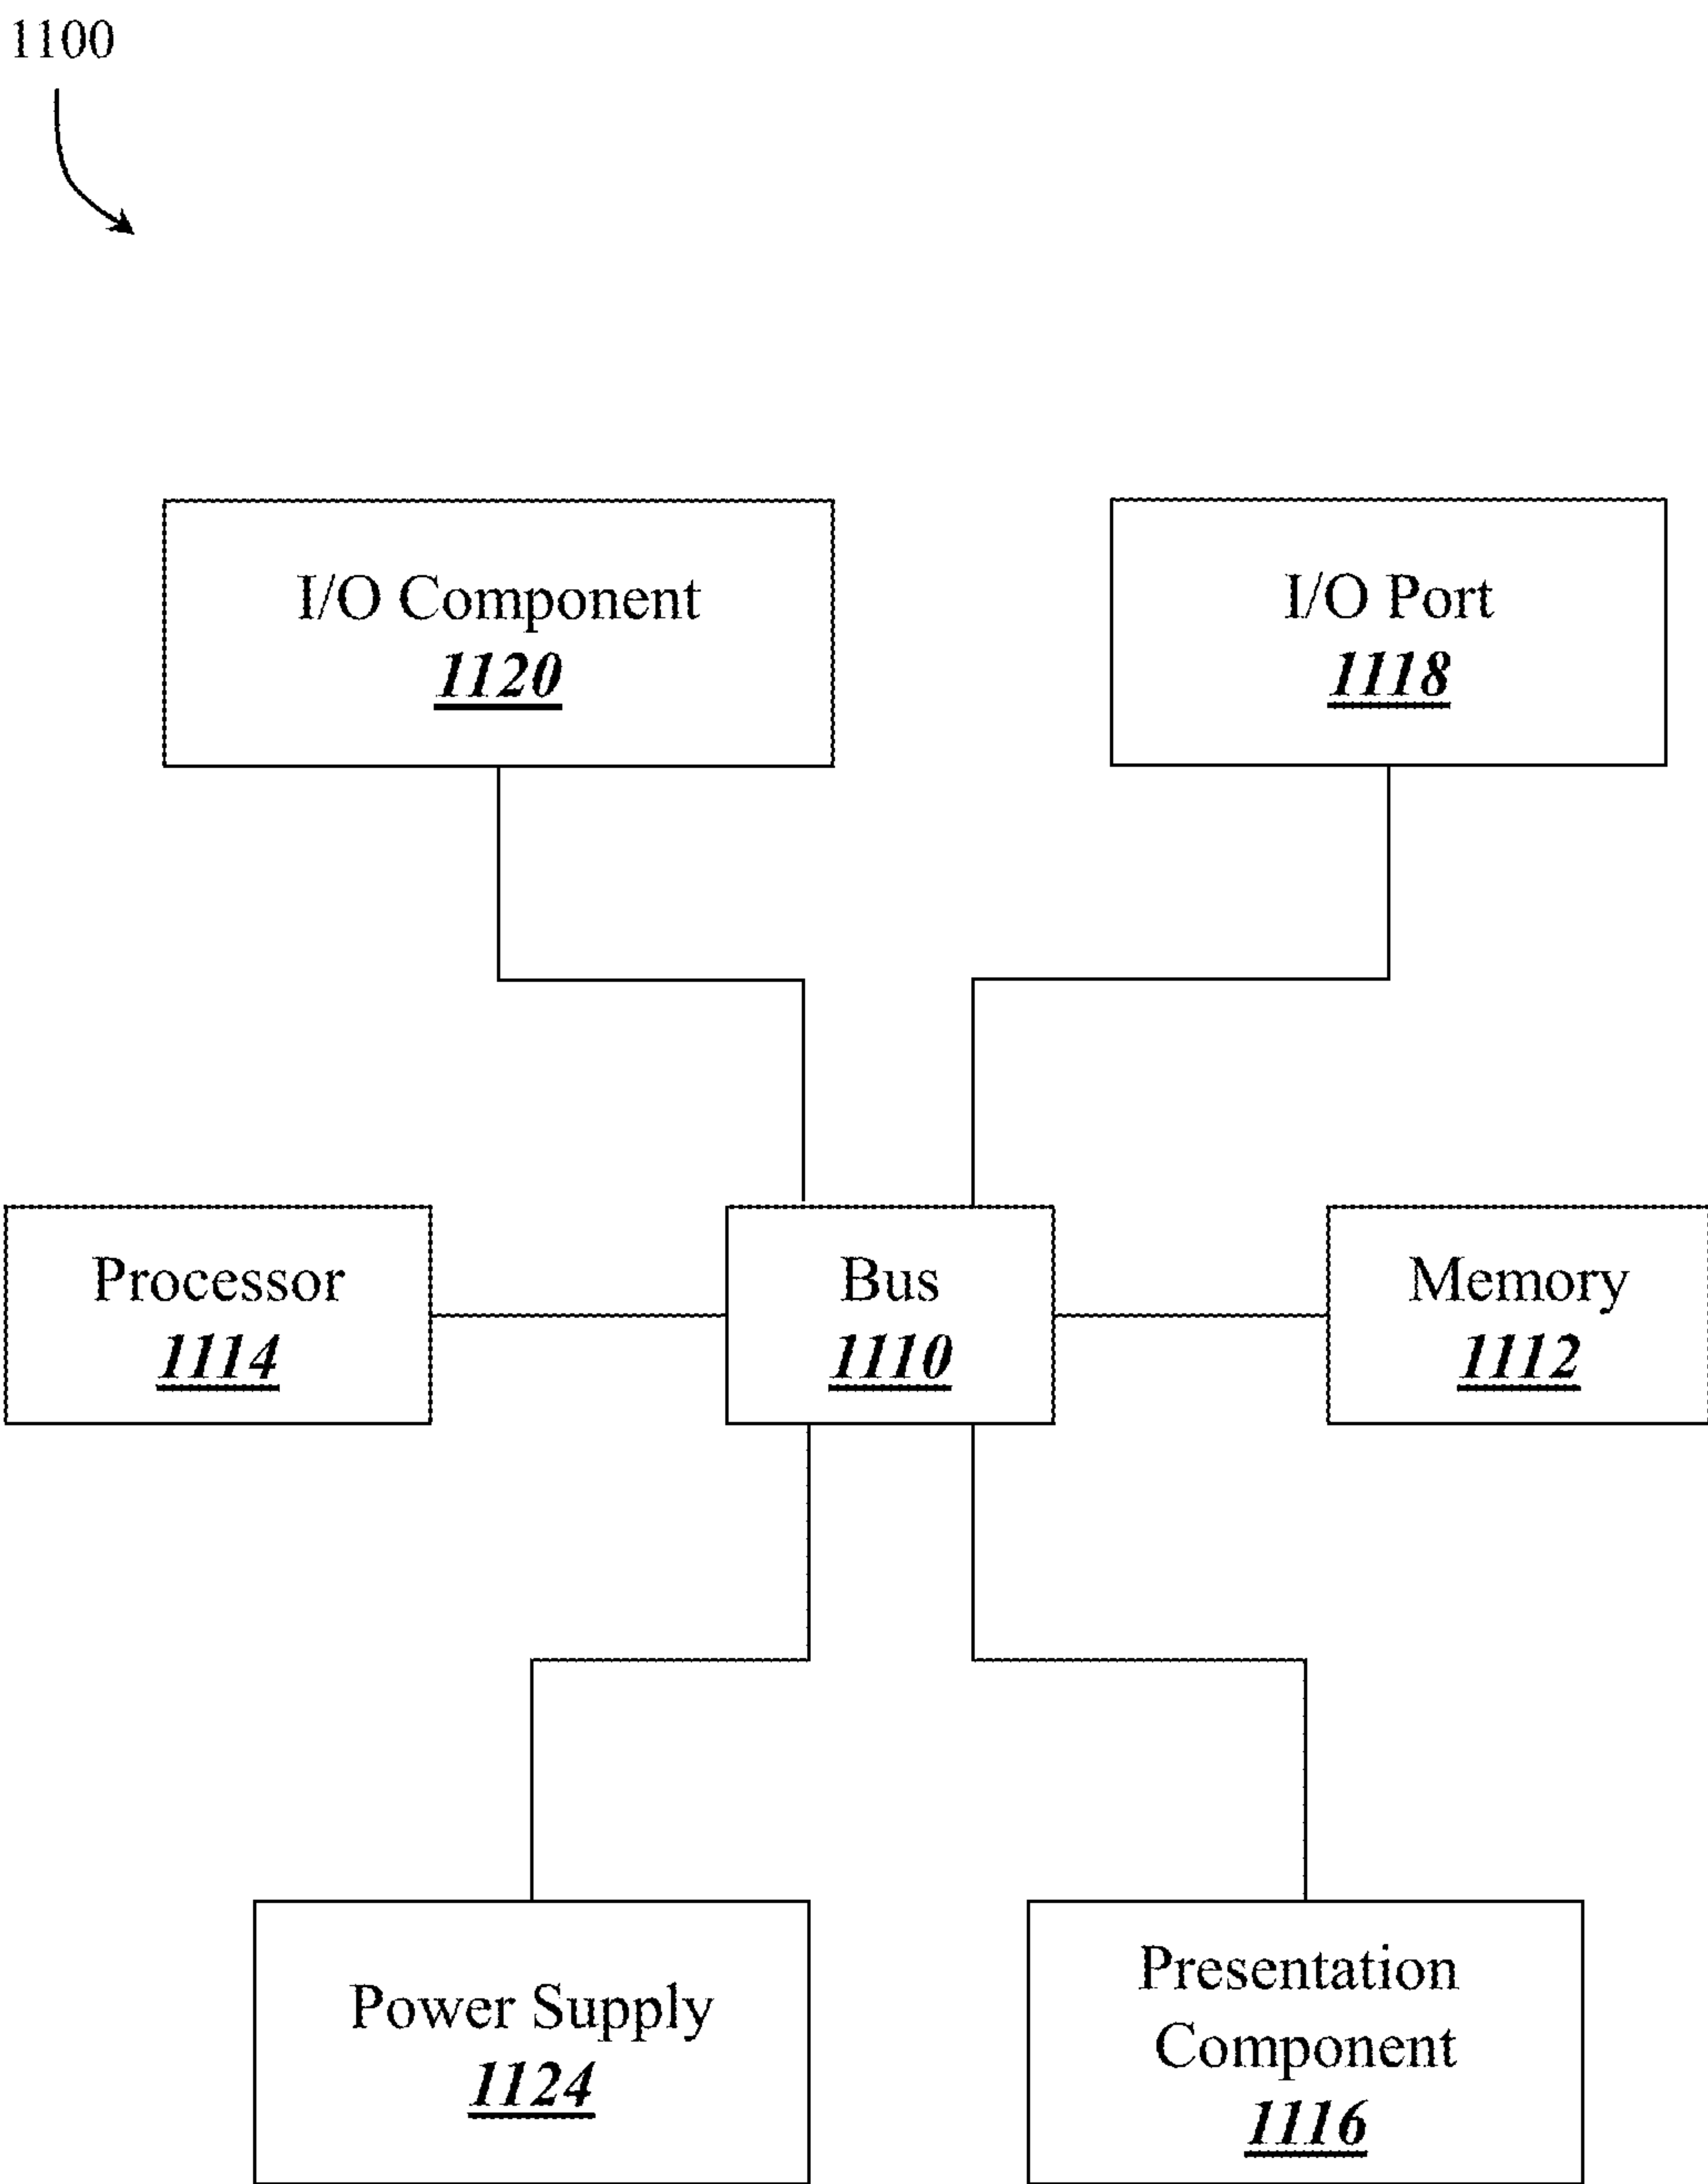 1100
I/O Component
1120
I/O Port
1118
Processor
1114
Bus
1110
Memory
1112
Power Supply
1124
Presentation
Component
1116